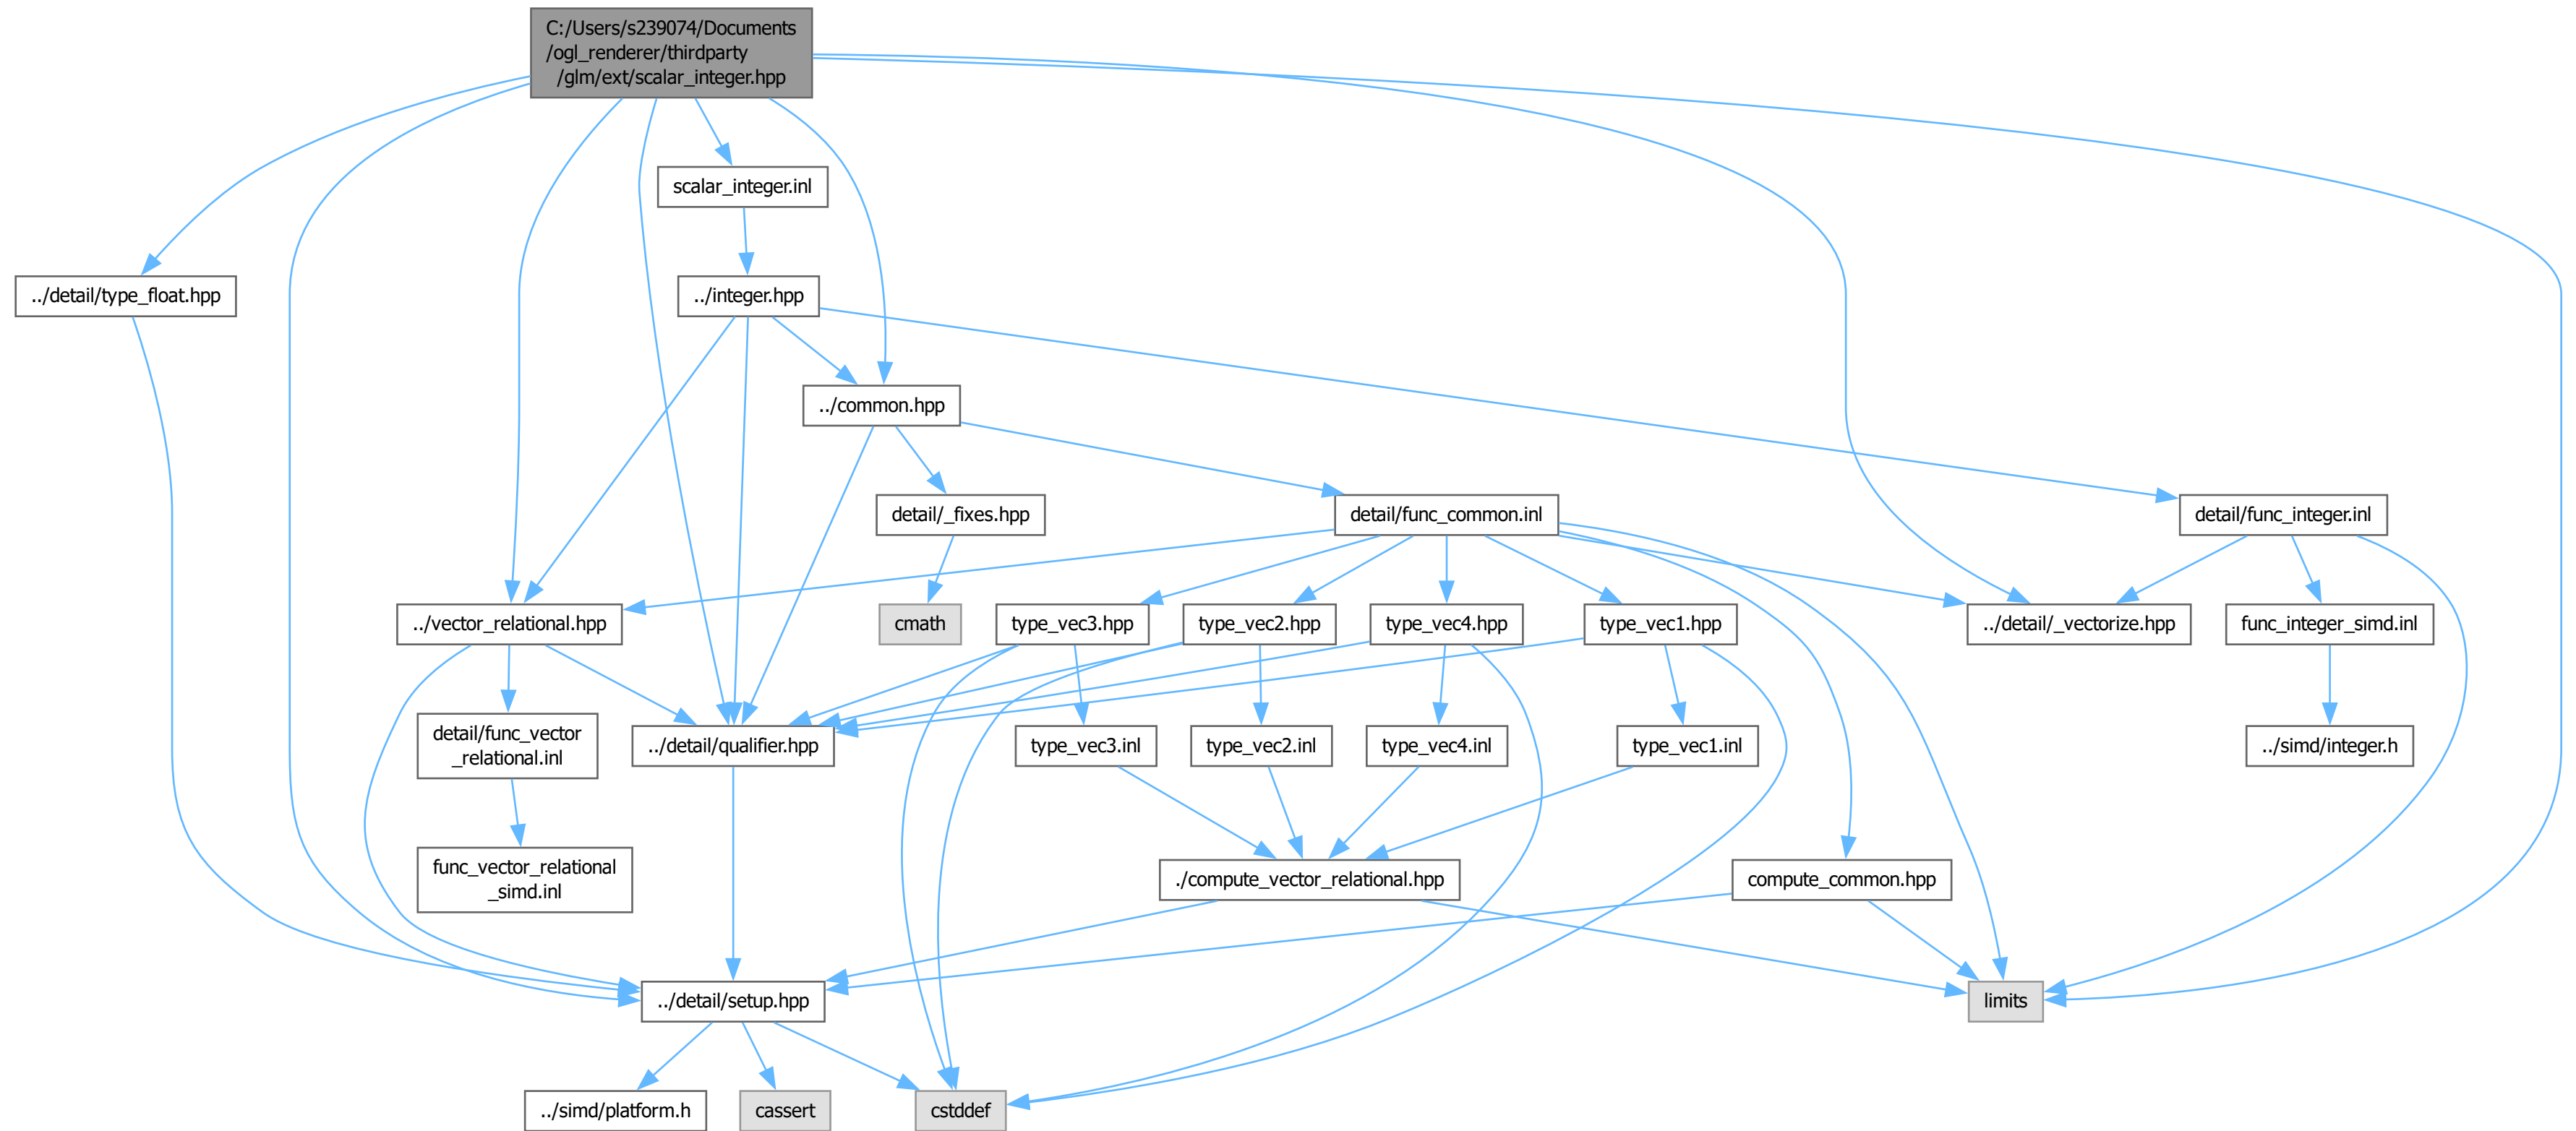 C:/Users/s239074/Documents
/ogl_renderer/thirdparty
/glm/ext/scalar_integer.hpp
scalar_integer.inl
../detail/type_float.hpp
../integer.hpp
../common.hpp
detail/_fixes.hpp
detail/func_common.inl
detail/func_integer.inl
../vector_relational.hpp
cmath
type_vec3.hpp
type_vec2.hpp
type_vec4.hpp
type_vec1.hpp
../detail/_vectorize.hpp
func_integer_simd.inl
detail/func_vector
_relational.inl
../detail/qualifier.hpp
type_vec3.inl
type_vec2.inl
type_vec4.inl
type_vec1.inl
../simd/integer.h
func_vector_relational
_simd.inl
./compute_vector_relational.hpp
compute_common.hpp
../detail/setup.hpp
limits
../simd/platform.h
cassert
cstddef